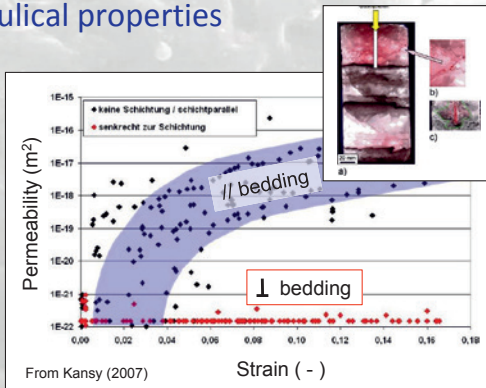 ulical properties
a)
b)
c)
20 mm
Permeability (m²)
1E-15
1E-16
1E-17
1E-18
1E-19
1E-20
1E-21
1E-22
keine Schichtung / schichtparallel
senkrecht zur Schichtung
// bedding
⊥ bedding
0,00 0,02 0,04 0,06 0,08 0,10 0,12 0,14 0,16 0,18
From Kansy (2007)
Strain ( - )